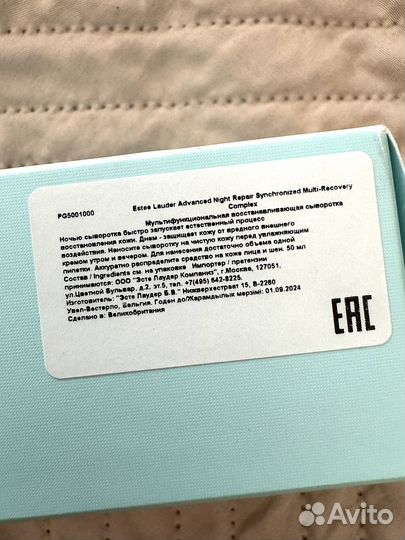 PG5001000
Estee Lauder Advanced Night Repair Synchronized Multi-Recovery
Complex
Мультифункциональная восстанавливающая сыворотка
Ночью сыворотка быстро запускает естественный процесс
восстановления кожи. Днем - защищает кожу от вредного внешнего
воздействия. Наносите сыворотку на чистую кожу перед увлажняющим
кремом утром и вечером. Для нанесения достаточно объема одной
пипетки. Аккуратно распределите средство на коже лица и шеи. 50 мл
Состав / Ingredients см. на упаковке Импортер / претензии
принимаются: ООО "Эсте Лаудер Компаниз", г.Москва, 127051,
ул.Цветной Бульвар, д.2, эт.5, тел. +7(495) 642-8225.
Изготовитель: "Эсте Лаудер Б.В." Нижверхестраат 15, В-2260
Увел-Вестерло, Бельгия. Годен до/Жарамдылык мерзімі: 01.09.2024
Сделано в: Великобритания
EAC
Avito